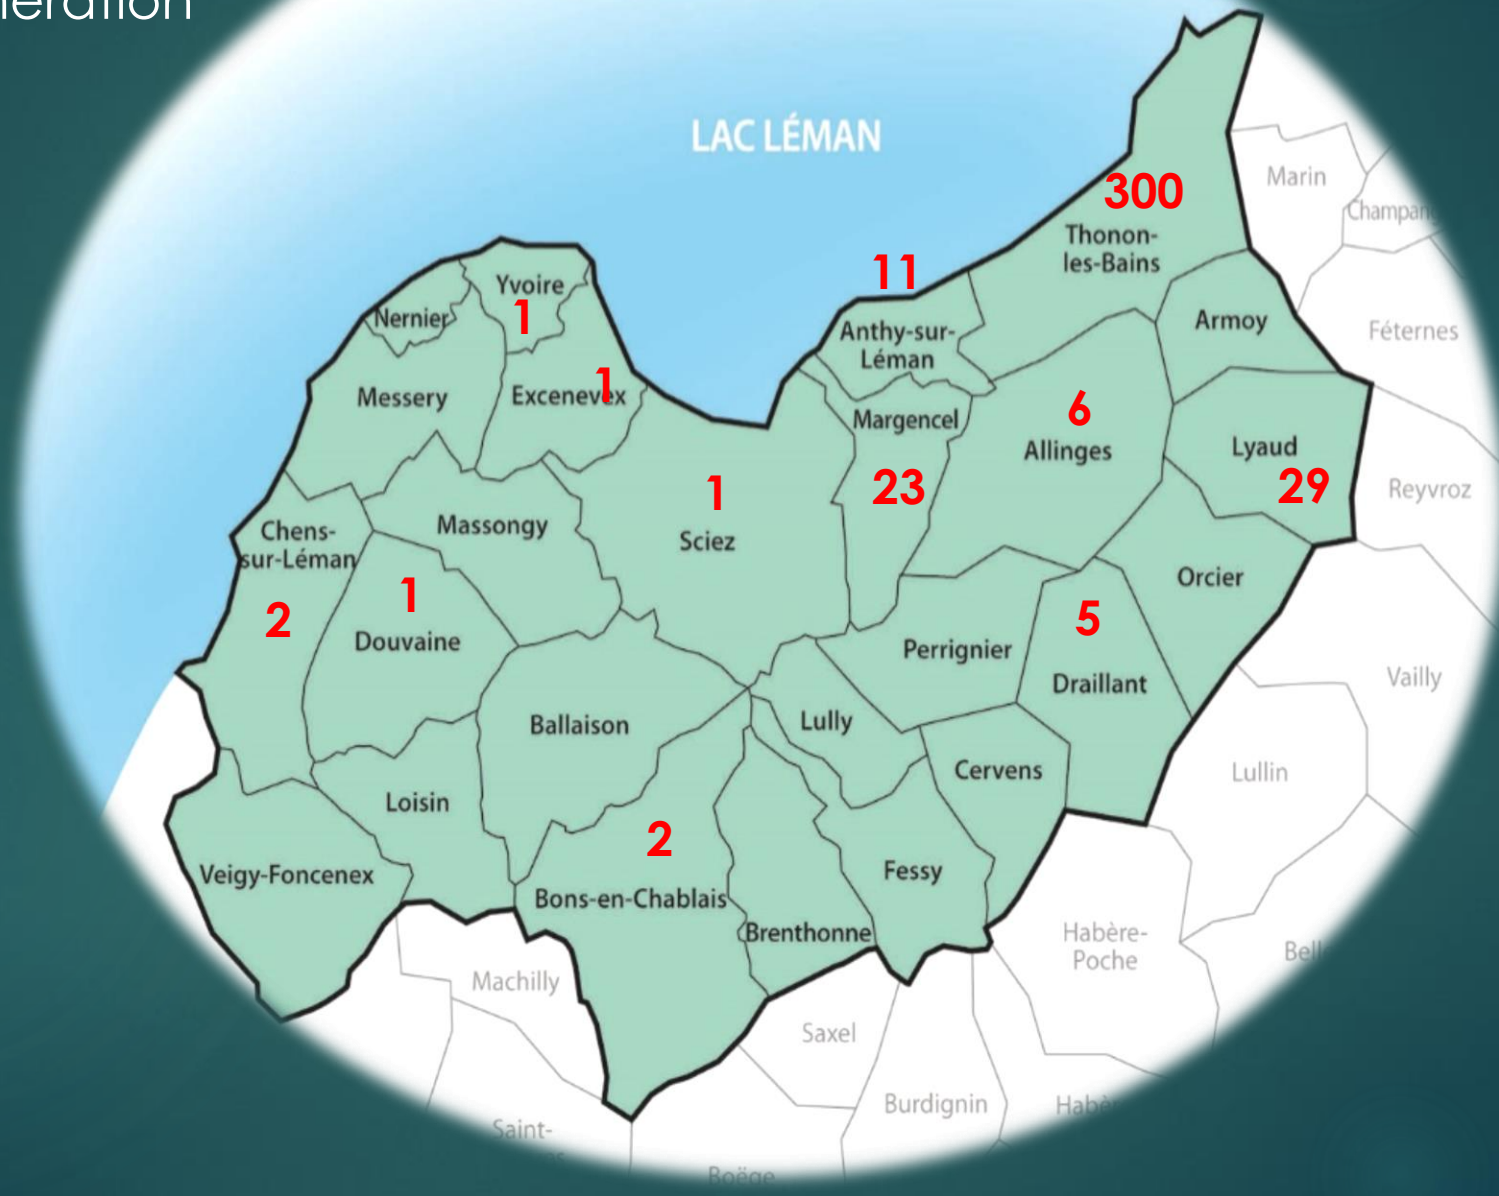 LAC LÉMAN
300
Thonon-
les-Bains
Marin
11
Anthy-sur-
Léman
Armoy
Féternes
Yvoire
1
Nernier
Messery
1
Excenevex
Margencel
23
6
Allinges
Lyaud
29
Reyvroz
1
Sciez
Massongy
Chens-
sur-Léman
2
1
Douvaine
Orcier
5
Draillant
Perrignier
Vailly
Ballaison
Lully
Cervens
Lullin
Loisin
2
Bons-en-Chablais
Veigy-Foncenex
Fessy
Brenthonne
Habère-
Poche
Machilly
Saxel
Burdignin
Saint-
Boëge